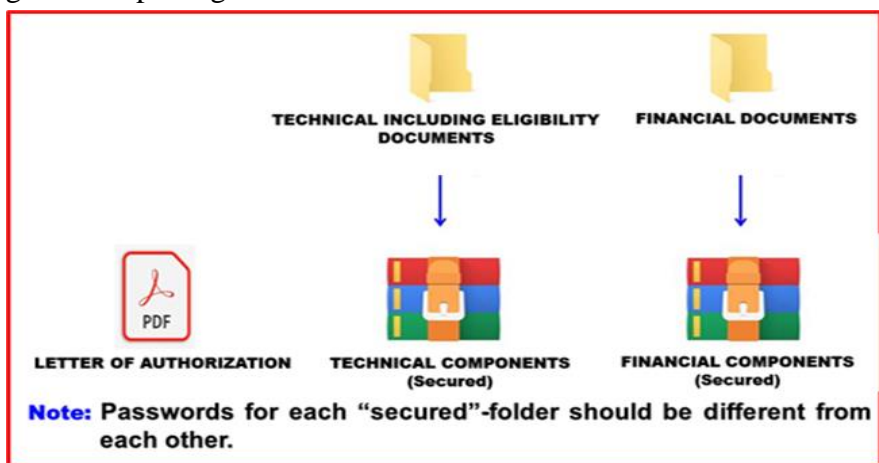 TECHNICAL INCLUDING ELIGIBILITY
DOCUMENTS
FINANCIAL DOCUMENTS
PDF
LETTER OF AUTHORIZATION
TECHNICAL COMPONENTS
(Secured)
FINANCIAL COMPONENTS
(Secured)
Note: Passwords for each “secured”-folder should be different from
each other.